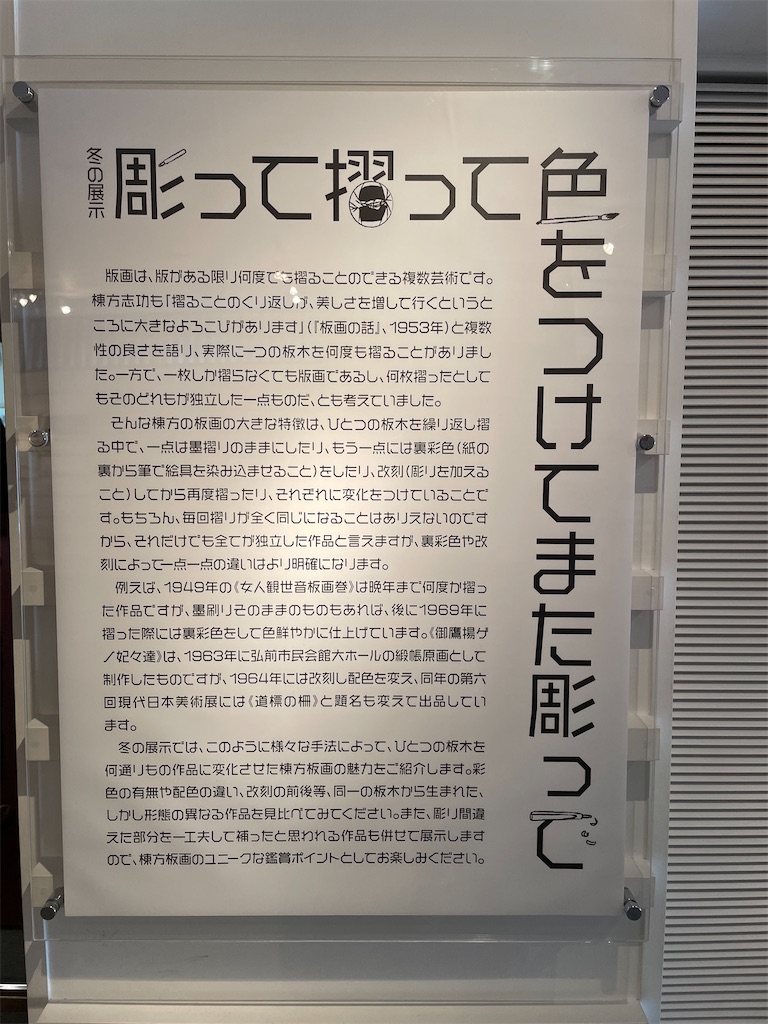 冬の展示
彫って摺って色をつけてまた彫って
版画は、版がある限り何度でも摺ることのできる複数芸術です。
棟方志功も「摺ることのくり返しが、美しさを増して行くというと
ころに大きなよろこびがあります」(『板画の話』、1953年)と複数
性の良さを語り、実際に一つの板木を何度も摺ることがありまし
た。一方で、一枚しか摺らなくても版画であるし、何枚摺ったとして
もそのどれもが独立した一点ものだ、とも考えていました。
そんな棟方の板画の大きな特徴は、ひとつの板木を繰り返し摺
る中で、一点は墨摺りのままにしたり、もう一点には裏彩色(紙の
裏から筆で絵具を染み込ませること)をしたり、改刻(彫りを加える
こと)してから再度摺ったり、それぞれに変化をつけていることで
す。もちろん、毎回摺りが全く同じになることはありえないのです
から、それだけでも全てが独立した作品と言えますが、裏彩色や改
刻によって一点一点の違いはより明確になります。
例えば、1949年の《女人観世音板画巻》は晩年まで何度か摺っ
た作品ですが、墨刷りそのままのものもあれば、後に1969年に
摺った際には裏彩色をして色鮮やかに仕上げています。《御鷹揚ゲ
ノ妃々達》は、1963年に弘前市民会館大ホールの緞帳原画として
制作したものですが、1964年には改刻し配色を変え、同年の第六
回現代日本美術展には《道標の柵》と題名も変えて出品してい
ます。
冬の展示では、このように様々な手法によって、ひとつの板木を
何通りもの作品に変化させた棟方板画の魅力をご紹介します。彩
色の有無や配色の違い、改刻の前後等、同一の板木から生まれた、
しかし形態の異なる作品を見比べてみてください。また、彫り間違
えた部分を一工夫して補ったと思われる作品も併せて展示します
ので、棟方板画のユニークな鑑賞ポイントとしてお楽しみください。